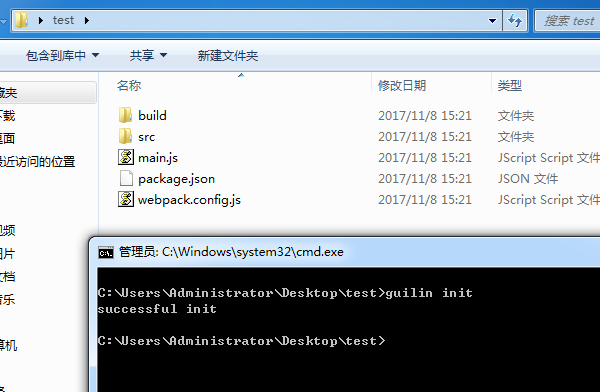 test
搜索 test
包含到库中 共享 新建文件夹
名称 修改日期 类型
build 2017/11/8 15:21 文件夹
src 2017/11/8 15:21 文件夹
main.js 2017/11/8 15:21 JScript Script 文件
package.json 2017/11/8 15:21 JSON 文件
webpack.config.js 2017/11/8 15:21 JScript Script 文件
藏夹
下载
桌面
最近访问的位置
视频
图片
文档
音乐
算机
管理员: C:\Windows\system32\cmd.exe
C:\Users\Administrator\Desktop\test>guilin init
successful init
C:\Users\Administrator\Desktop\test>